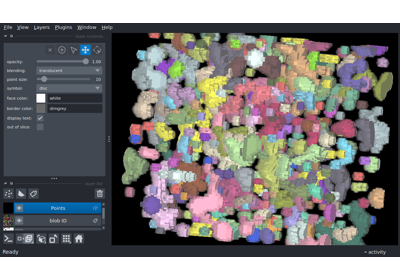 File View Layers Plugins Window Help
opacity: 1.00
blending: translucent
point size: 10
symbol: disc
face color: white
border color: dimgrey
display text: ✓
out of slice:
Points
blob ID
Ready
activity